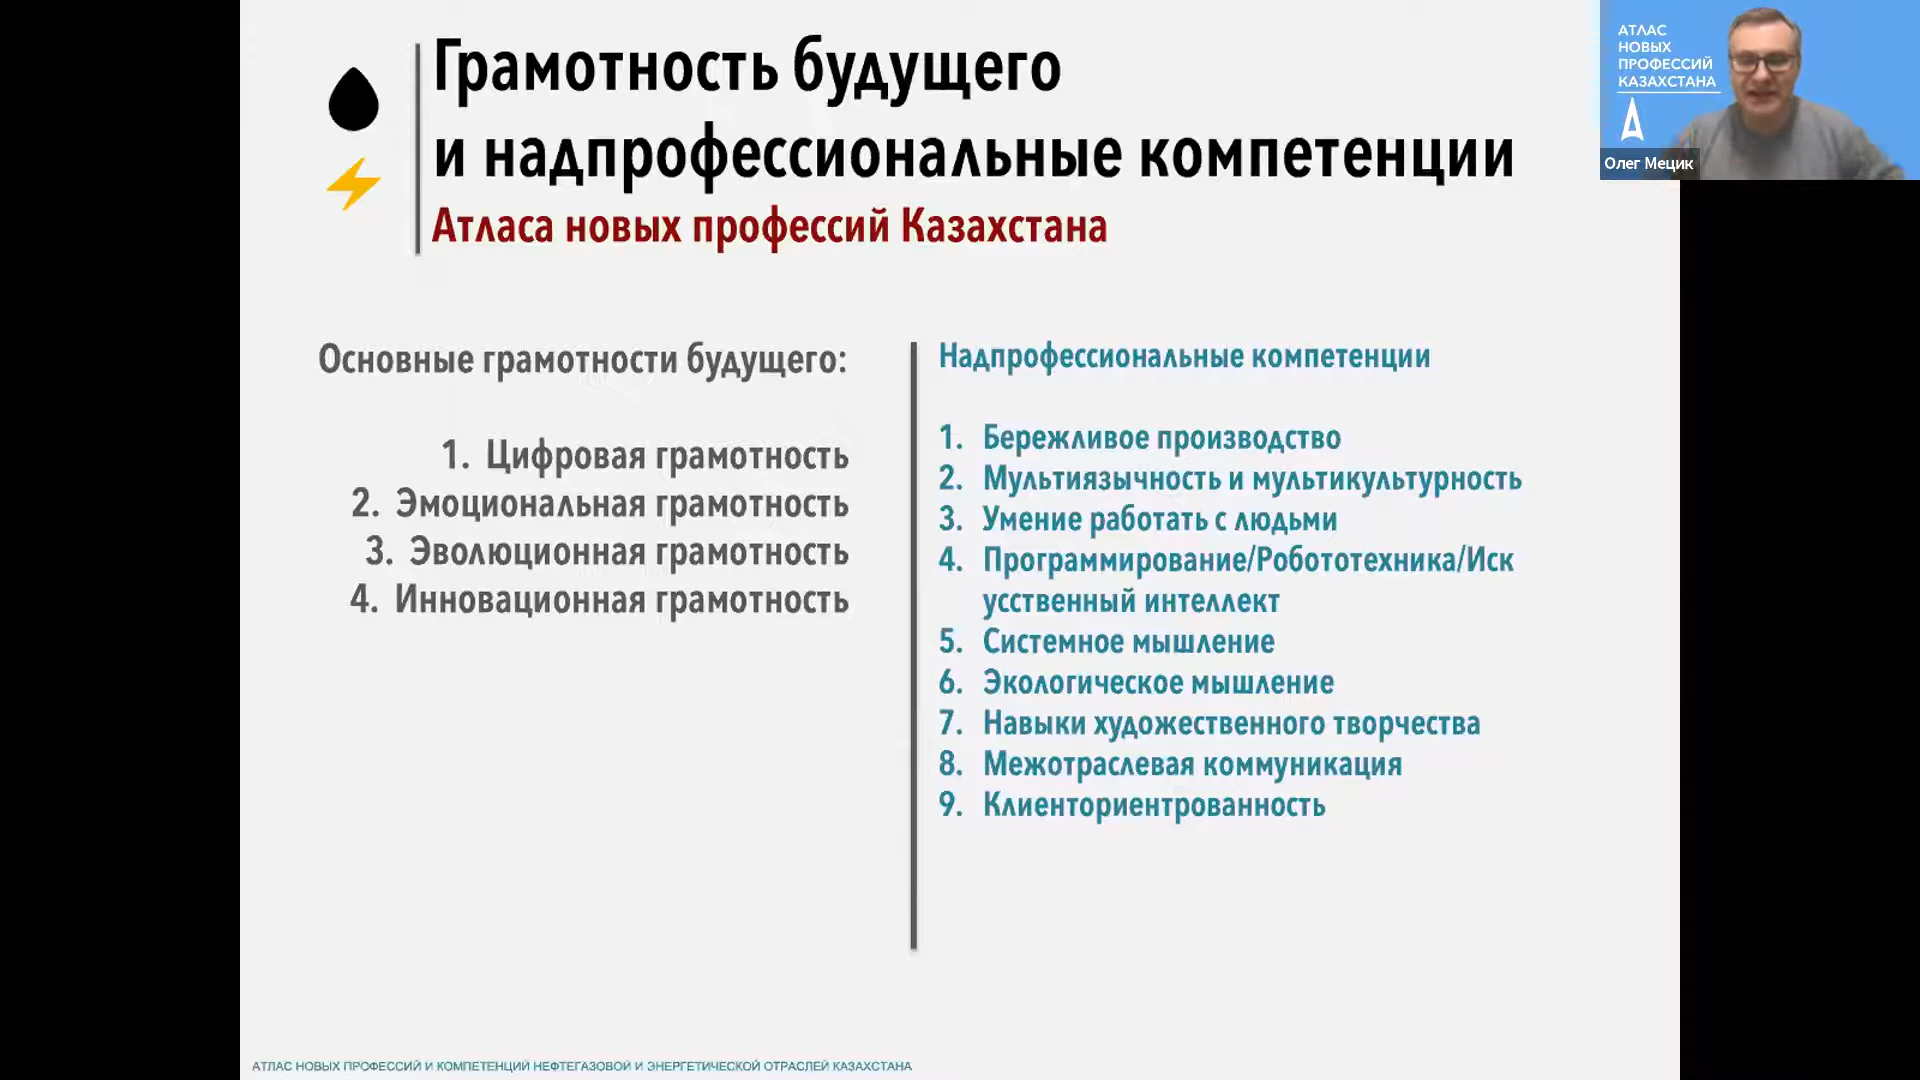 Грамотность будущего
и надпрофессиональные компетенции
Атласа новых профессий Казахстана
Основные грамотности будущего:
1. Цифровая грамотность
2. Эмоциональная грамотность
3. Эволюционная грамотность
4. Инновационная грамотность
Надпрофессиональные компетенции
1. Бережливое производство
2. Мультиязычность и мультикультурность
3. Умение работать с людьми
4. Программирование/Робототехника/Иск
усственный интеллект
5. Системное мышление
6. Экологическое мышление
7. Навыки художественного творчества
8. Межотраслевая коммуникация
9. Клиенториентрованность
АТЛАС НОВЫХ ПРОФЕССИЙ И КОМПЕТЕНЦИЙ НЕФТЕГАЗОВОЙ И ЭНЕРГЕТИЧЕСКОЙ ОТРАСЛЕЙ КАЗАХСТАНА
АТЛАС
НОВЫХ
ПРОФЕССИЙ
КАЗАХСТАНА
Олег Мецик